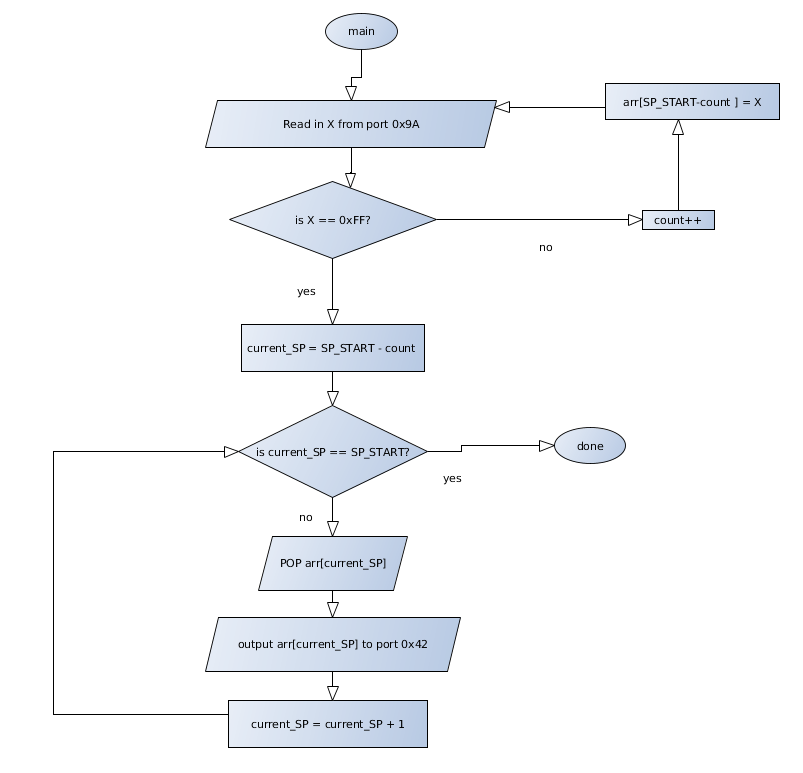 main
arr[SP_START-count ] = X
Read in X from port 0x9A
is X == 0xFF?
count++
no
yes
current_SP = SP_START - count
is current_SP == SP_START?
done
yes
no
POP arr[current_SP]
output arr[current_SP] to port 0x42
current_SP = current_SP + 1